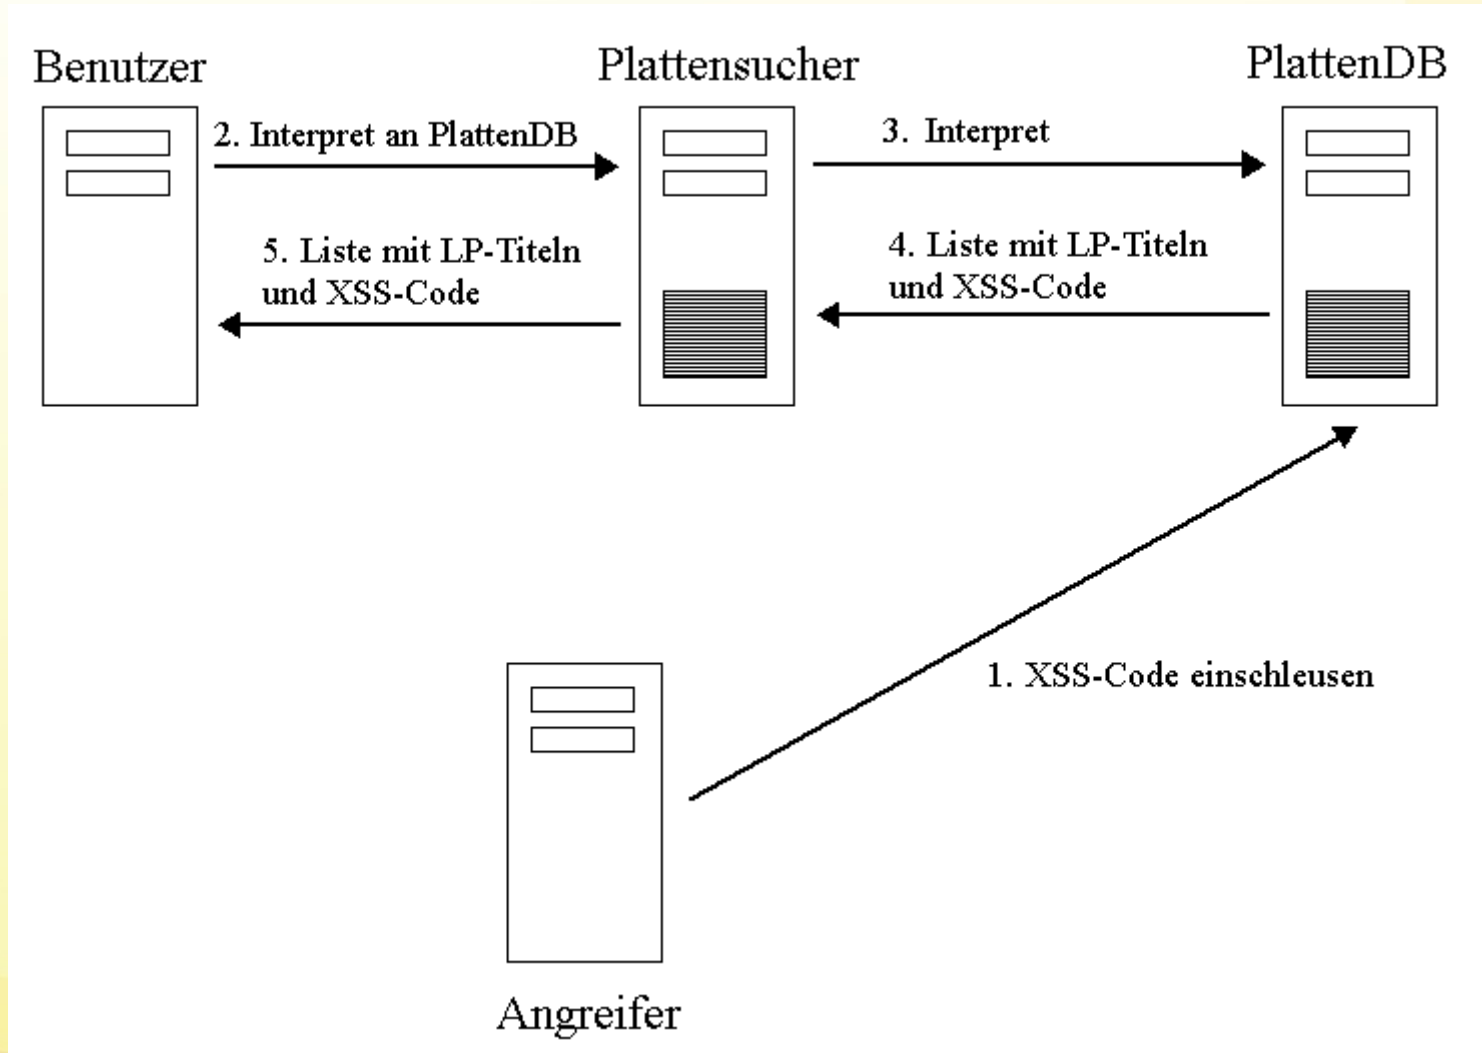 Benutzer
Plattensucher
PlattenDB
2. Interpret an PlattenDB
3. Interpret
5. Liste mit LP-Titeln
und XSS-Code
4. Liste mit LP-Titeln
und XSS-Code
1. XSS-Code einschleusen
Angreifer